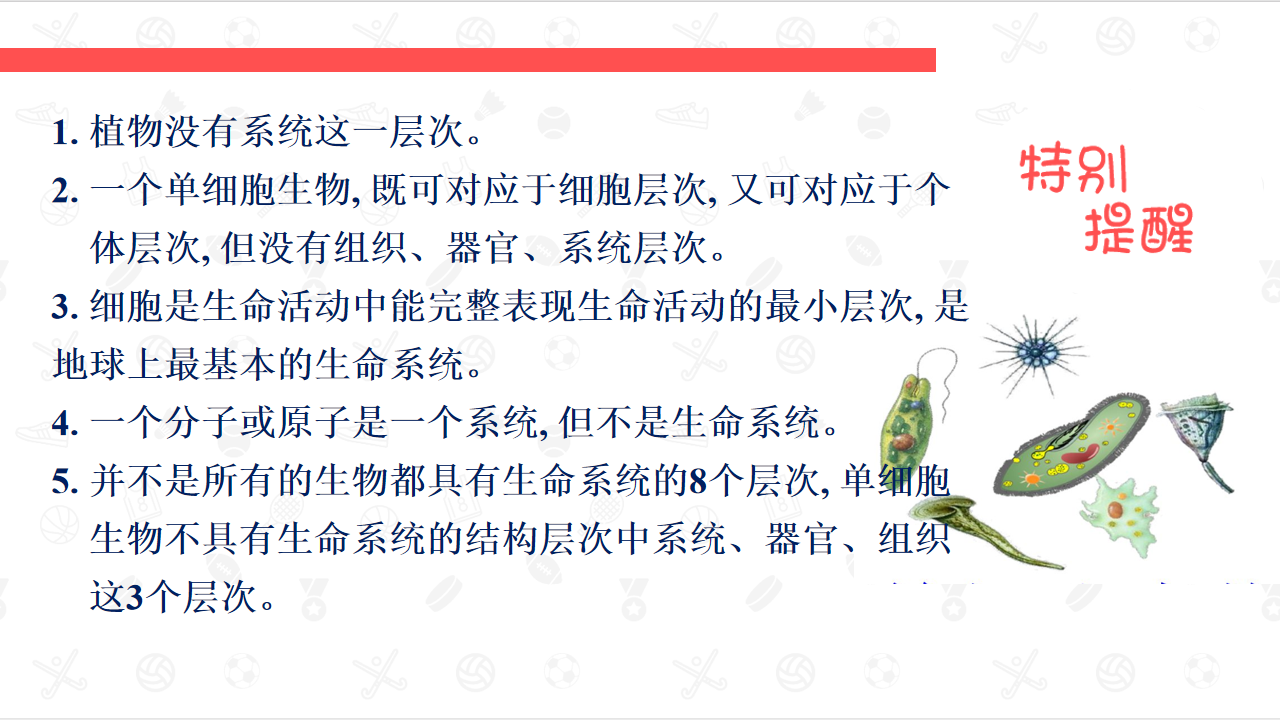 1. 植物没有系统这一层次。
2. 一个单细胞生物, 既可对应于细胞层次, 又可对应于个
体层次, 但没有组织、器官、系统层次。
3. 细胞是生命活动中能完整表现生命活动的最小层次, 是
地球上最基本的生命系统。
4. 一个分子或原子是一个系统, 但不是生命系统。
5. 并不是所有的生物都具有生命系统的8个层次, 单细胞
生物不具有生命系统的结构层次中系统、器官、组织
这3个层次。
特别
提醒